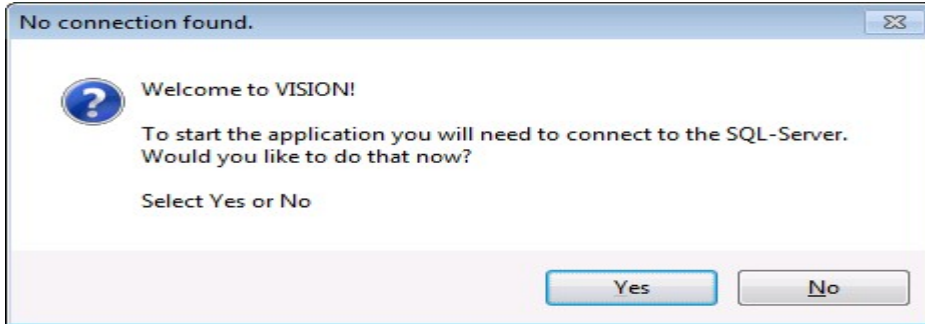 No connection found.
Welcome to VISION!
To start the application you will need to connect to the SQL-Server.
Would you like to do that now?
Select Yes or No
Yes
No